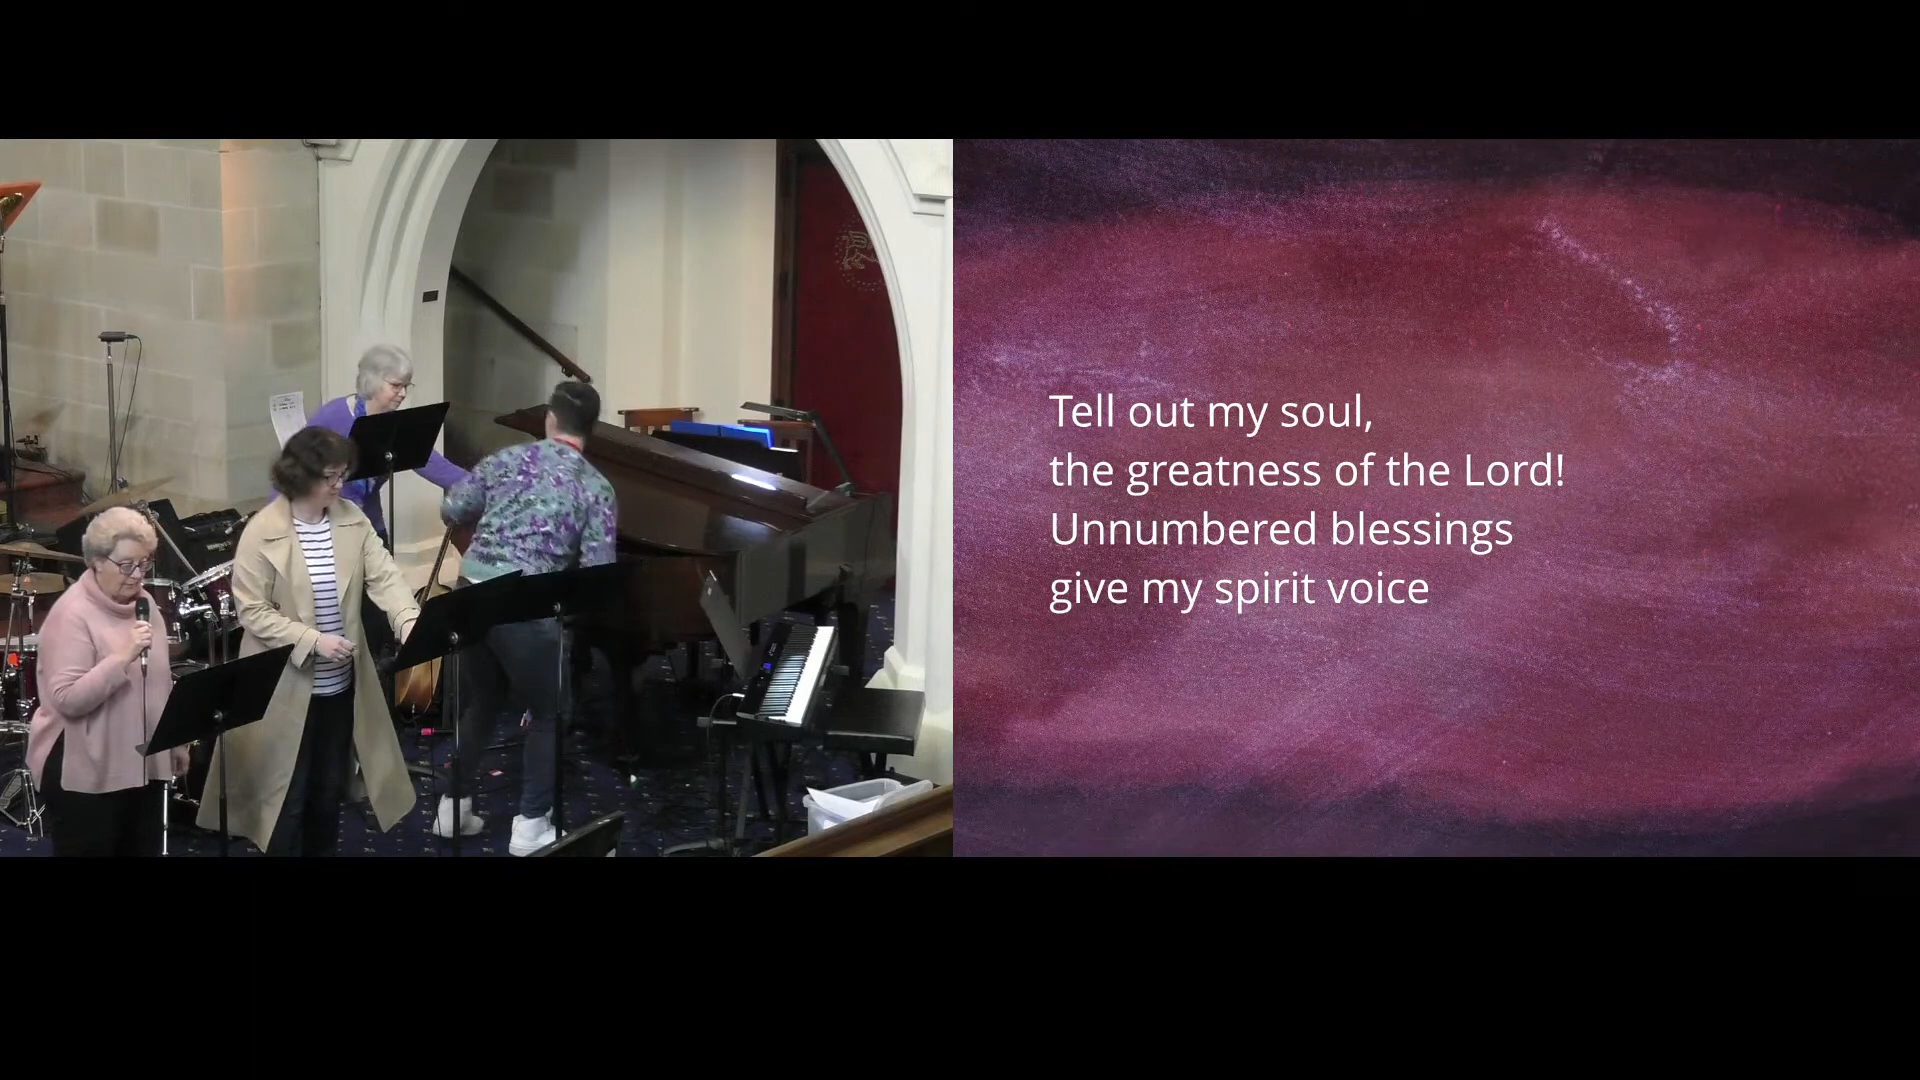 Tell out my soul,
the greatness of the Lord!
Unnumbered blessings
give my spirit voice